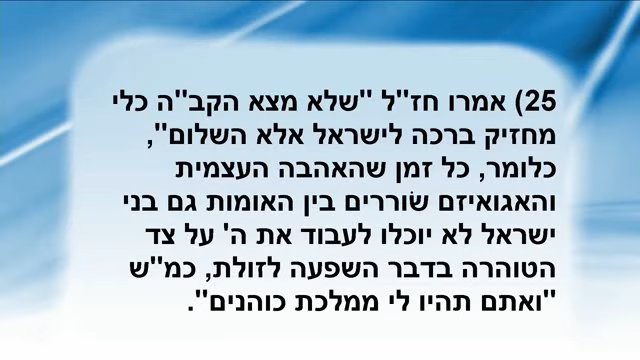 25) אמרו חז"ל "שלא מצא הקב"ה כלי
מחזיק ברכה לישראל אלא השלום",
כלומר, כל זמן שהאהבה העצמית
והאגואיזם שׂוררים בין האומות גם בני
ישראל לא יוכלו לעבוד את ה' על צד
הטוהרה בדבר השפעה לזולת, כמ"ש
"ואתם תהיו לי ממלכת כוהנים".